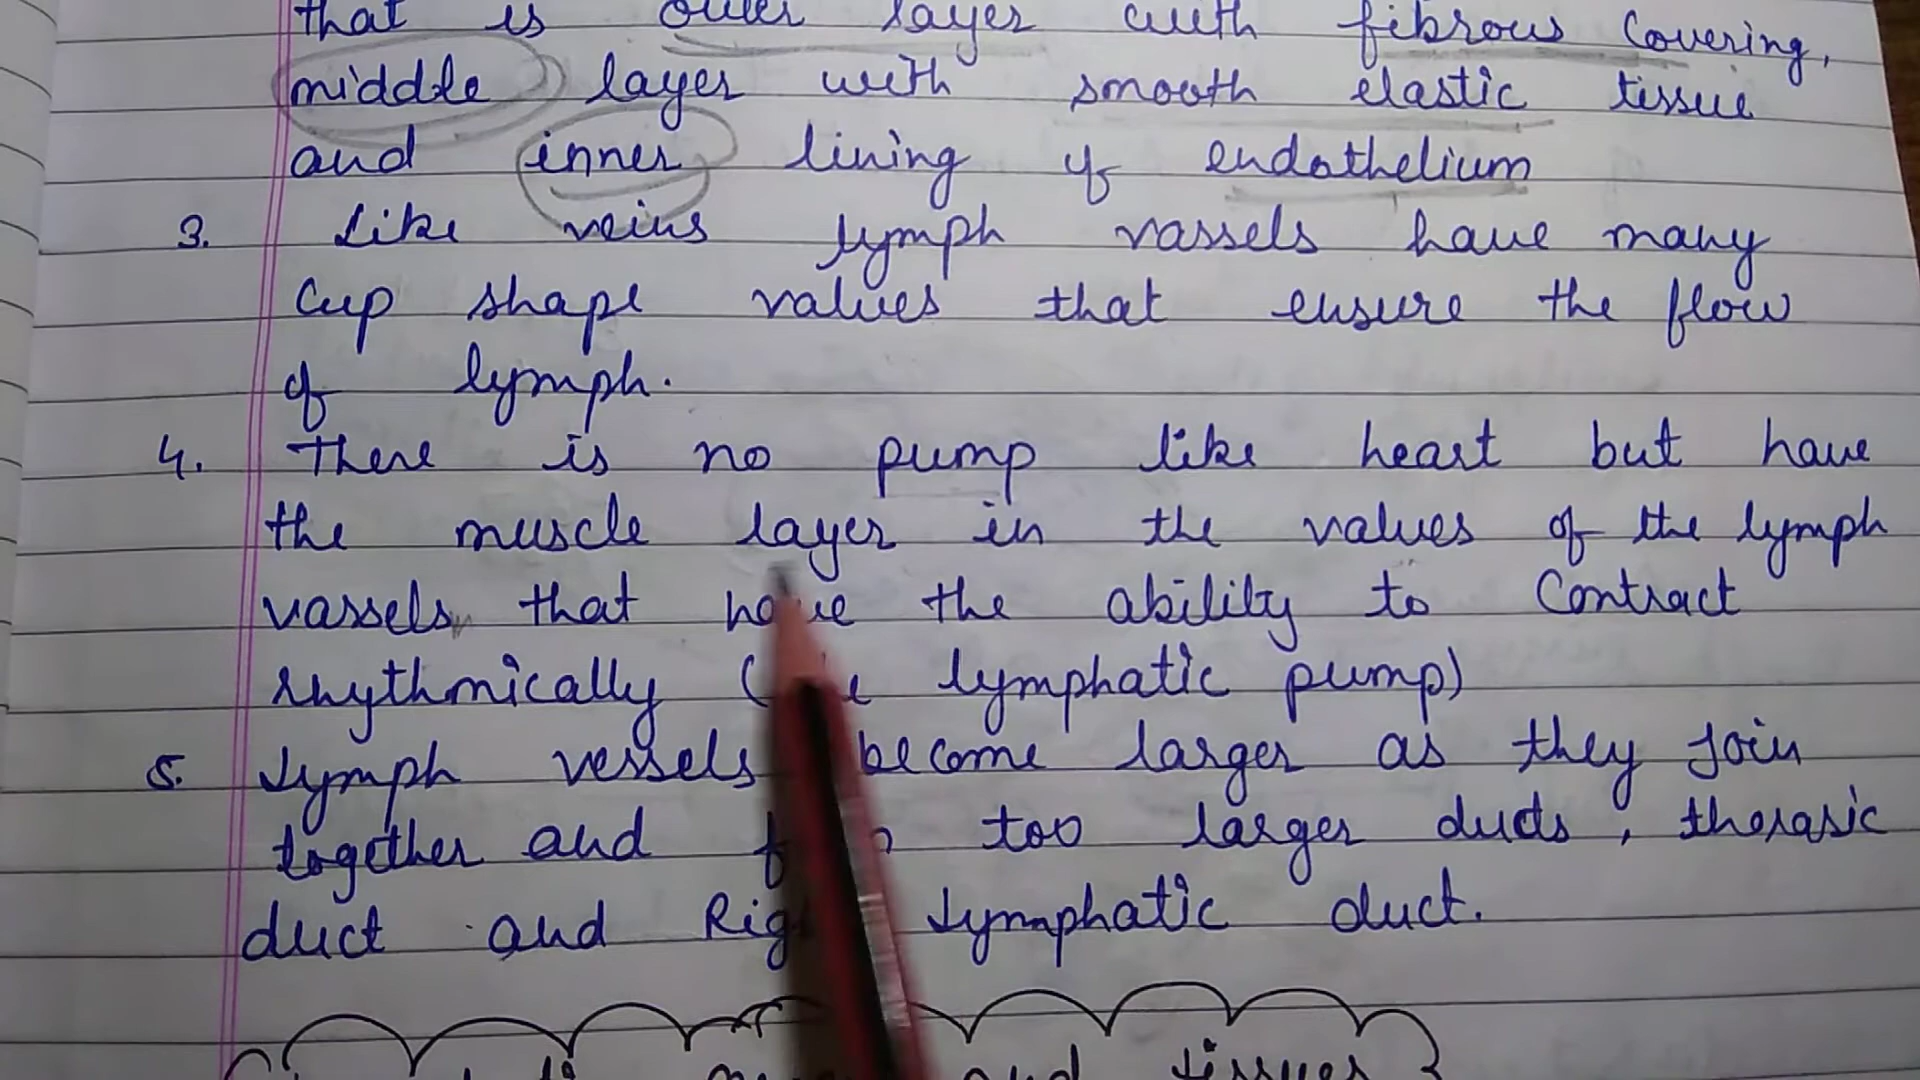 that is outer layer with fibrous covering,
middle layer with smooth elastic tissue
and inner lining of endothelium
3. Like veins lymph vassels have many
Cup shape valves that ensure the flow
of lymph.
4. There is no pump like heart but have
the muscle layer in the valves of the lymph
vassels that have the ability to Contract
rhythmically ( lymphatic pump)
5. Lymph vessels become larger as they join
together and too larger ducts, thorasic
duct and lymphatic duct.
and tissues